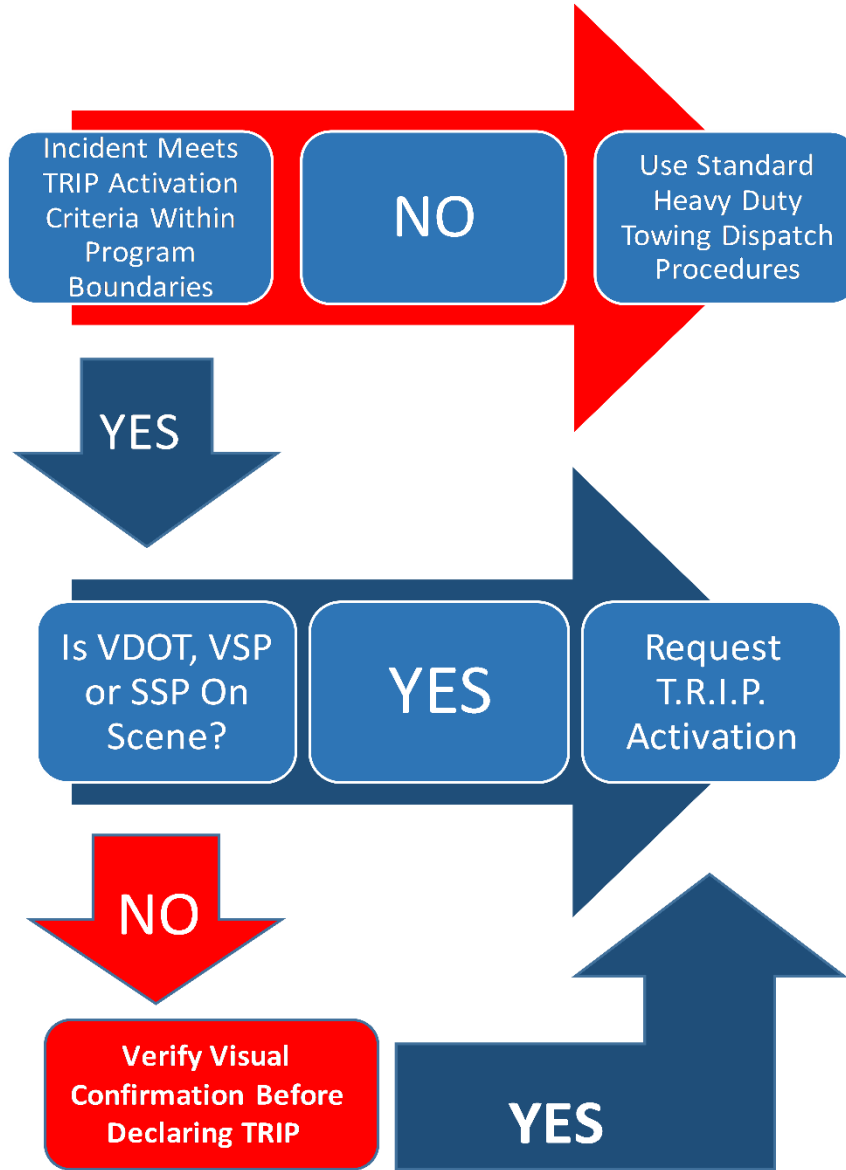 Incident Meets
TRIP Activation
Criteria Within
Program
Boundaries
NO
Use Standard
Heavy Duty
Towing Dispatch
Procedures
YES
Is VDOT, VSP
or SSP On
Scene?
YES
Request
T.R.I.P.
Activation
NO
Verify Visual
Confirmation Before
Declaring TRIP
YES